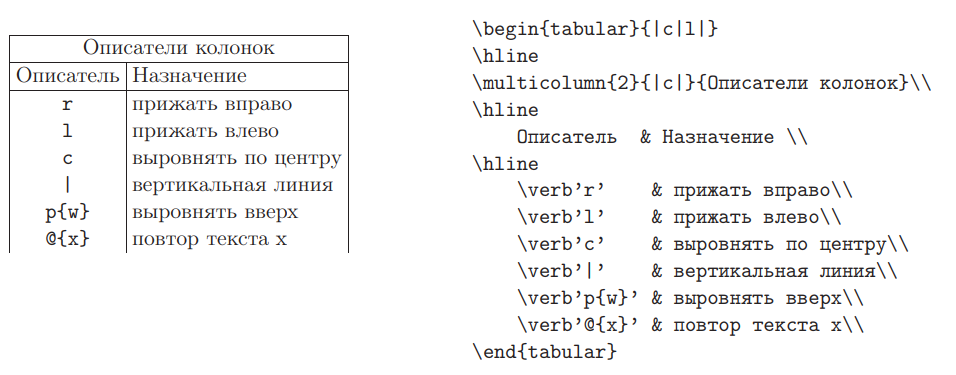 Описатели колонок
Описатель Назначение
r прижать вправо
l прижать влево
c выровнять по центру
| вертикальная линия
p{w} выровнять вверх
@{x} повтор текста x
\begin{tabular}{|c|l|}
\hline
\multicolumn{2}{|c|}{Описатели колонок}\\
\hline
Описатель & Назначение \\
\hline
\verb’r’ & прижать вправо\\
\verb’l’ & прижать влево\\
\verb’c’ & выровнять по центру\\
\verb’|’ & вертикальная линия\\
\verb’p{w}’ & выровнять вверх\\
\verb’@{x}’ & повтор текста x\\
\end{tabular}